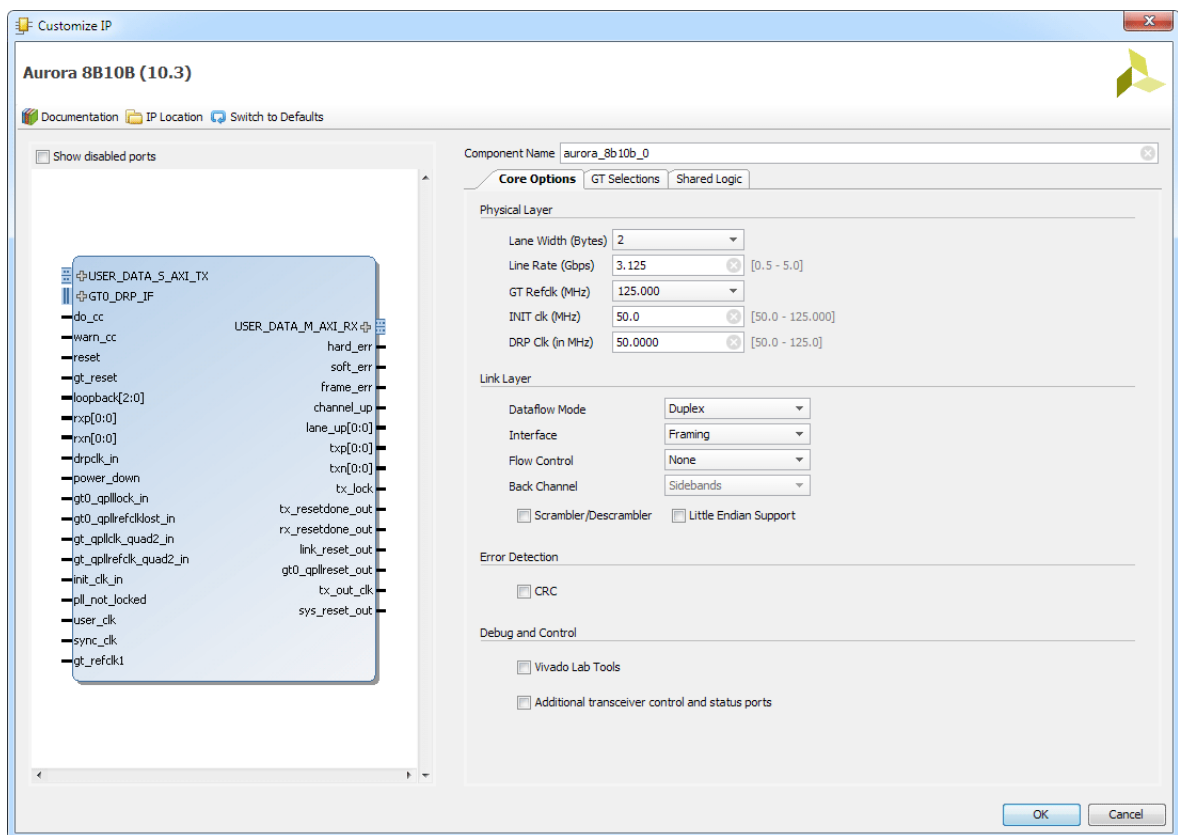 Customize IP
Aurora 8B10B (10.3)
Documentation IP Location Switch to Defaults
Show disabled ports
USER_DATA_S_AXI_TX
GT0_DRP_IF
do_cc
warn_cc
reset
gt_reset
loopback[2:0]
rxp[0:0]
rxn[0:0]
drpclk_in
power_down
gt0_qplllock_in
gt0_qpllrefclklost_in
gt_qpllclk_quad2_in
gt_qpllrefclk_quad2_in
init_clk_in
pll_not_locked
user_clk
sync_clk
gt_refclk1
USER_DATA_M_AXI_RX
hard_err
soft_err
frame_err
channel_up
lane_up[0:0]
txp[0:0]
txn[0:0]
tx_lock
tx_resetdone_out
rx_resetdone_out
link_reset_out
gt0_qpllreset_out
tx_out_clk
sys_reset_out
Component Name aurora_8b10b_0
Core Options GT Selections Shared Logic
Physical Layer
Lane Width (Bytes) 2
Line Rate (Gbps) 3.125 [0.5 - 5.0]
GT Refclk (MHz) 125.000
INIT clk (MHz) 50.0 [50.0 - 125.000]
DRP Clk (in MHz) 50.0000 [50.0 - 125.0]
Link Layer
Dataflow Mode Duplex
Interface Framing
Flow Control None
Back Channel Sidebands
Scrambler/Descrambler Little Endian Support
Error Detection
CRC
Debug and Control
Vivado Lab Tools
Additional transceiver control and status ports
OK Cancel